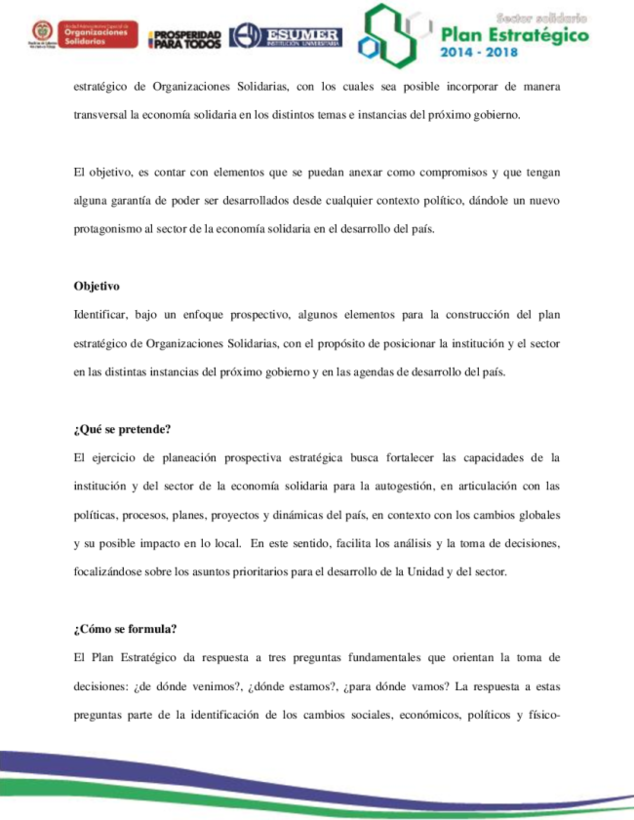 Unidad Administrativa Especial de
Organizaciones
Solidarias
PROSPERIDAD
PARA TODOS
ESUMER
INSTITUCIÓN UNIVERSITARIA
Sector solidario
Plan Estratégico
2014 - 2018
estratégico de Organizaciones Solidarias, con los cuales sea posible incorporar de manera
transversal la economía solidaria en los distintos temas e instancias del próximo gobierno.
El objetivo, es contar con elementos que se puedan anexar como compromisos y que tengan
alguna garantía de poder ser desarrollados desde cualquier contexto político, dándole un nuevo
protagonismo al sector de la economía solidaria en el desarrollo del país.
Objetivo
Identificar, bajo un enfoque prospectivo, algunos elementos para la construcción del plan
estratégico de Organizaciones Solidarias, con el propósito de posicionar la institución y el sector
en las distintas instancias del próximo gobierno y en las agendas de desarrollo del país.
¿Qué se pretende?
El ejercicio de planeación prospectiva estratégica busca fortalecer las capacidades de la
institución y del sector de la economía solidaria para la autogestión, en articulación con las
políticas, procesos, planes, proyectos y dinámicas del país, en contexto con los cambios globales
y su posible impacto en lo local. En este sentido, facilita los análisis y la toma de decisiones,
focalizándose sobre los asuntos prioritarios para el desarrollo de la Unidad y del sector.
¿Cómo se formula?
El Plan Estratégico da respuesta a tres preguntas fundamentales que orientan la toma de
decisiones: ¿de dónde venimos?, ¿dónde estamos?, ¿para dónde vamos? La respuesta a estas
preguntas parte de la identificación de los cambios sociales, económicos, políticos y físico-